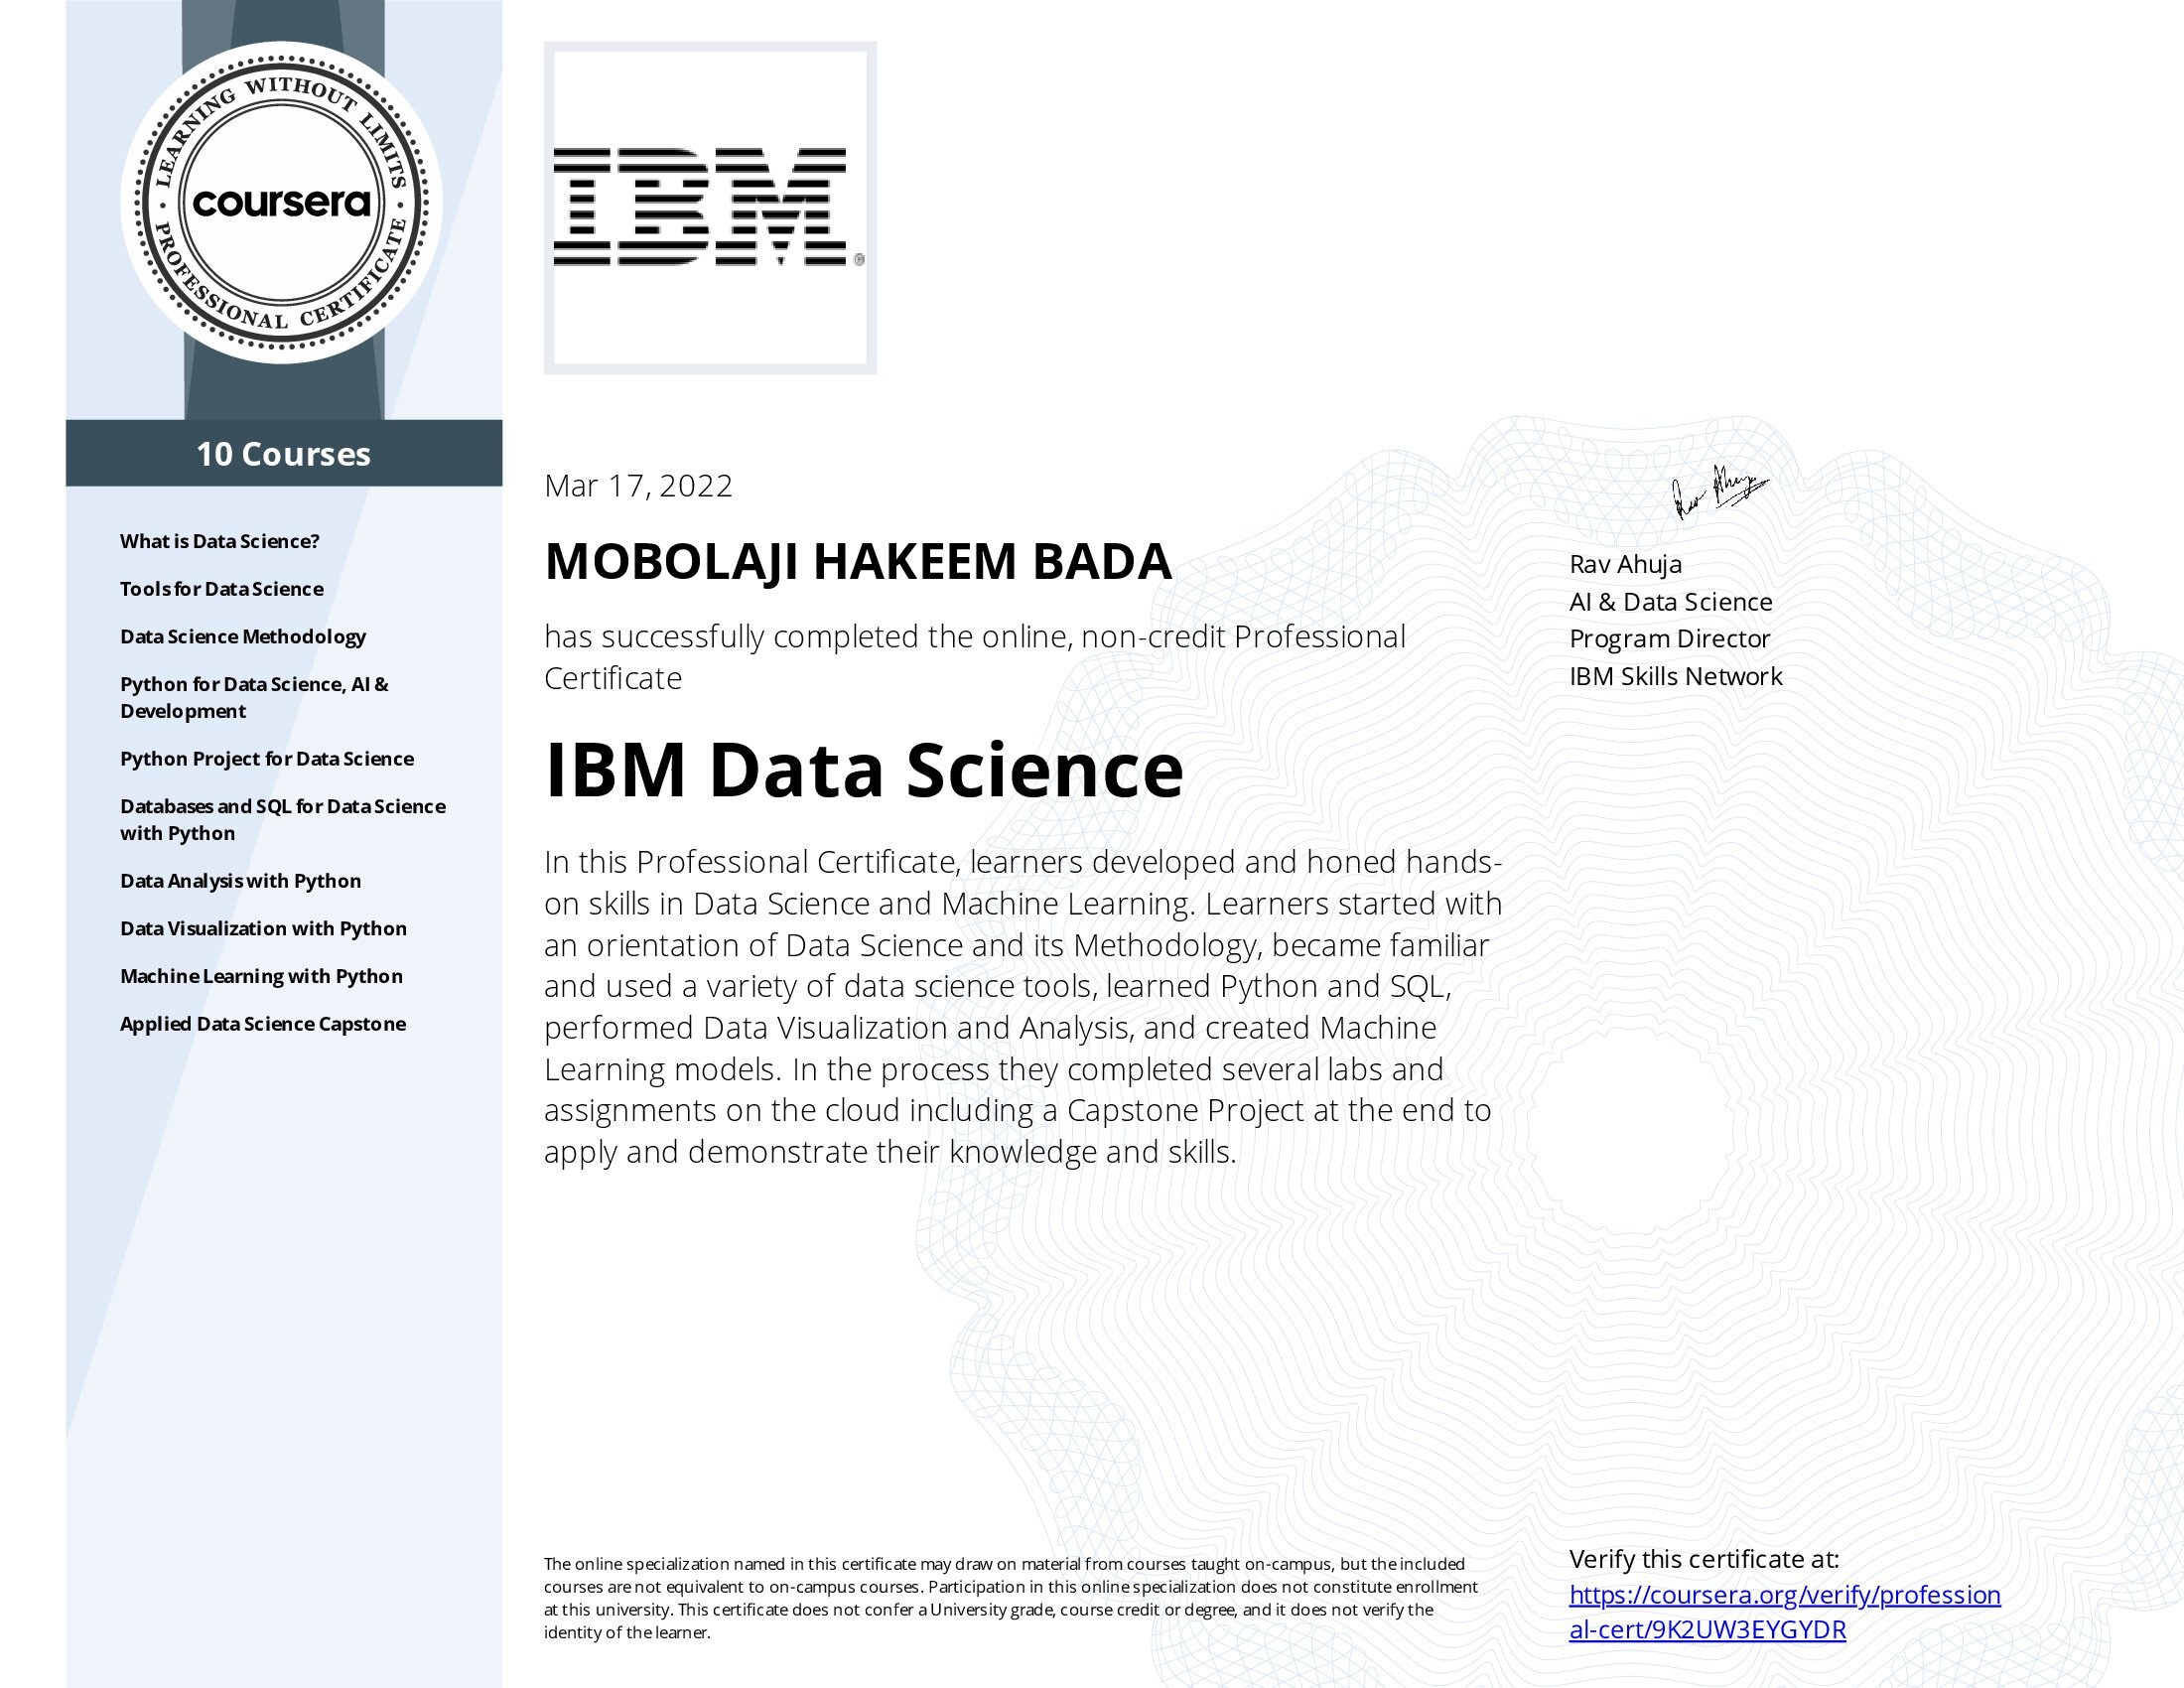 LEARNING WITHOUT LIMITS
coursera
PROFESSIONAL CERTIFICATE
10 Courses
What is Data Science?
Tools for Data Science
Data Science Methodology
Python for Data Science, AI &
Development
Python Project for Data Science
Databases and SQL for Data Science
with Python
Data Analysis with Python
Data Visualization with Python
Machine Learning with Python
Applied Data Science Capstone
IBM®
Mar 17, 2022
MOBOLAJI HAKEEM BADA
has successfully completed the online, non-credit Professional
Certificate
IBM Data Science
In this Professional Certificate, learners developed and honed hands-
on skills in Data Science and Machine Learning. Learners started with
an orientation of Data Science and its Methodology, became familiar
and used a variety of data science tools, learned Python and SQL,
performed Data Visualization and Analysis, and created Machine
Learning models. In the process they completed several labs and
assignments on the cloud including a Capstone Project at the end to
apply and demonstrate their knowledge and skills.
Rav Ahuja
Rav Ahuja
AI & Data Science
Program Director
IBM Skills Network
The online specialization named in this certificate may draw on material from courses taught on-campus, but the included
courses are not equivalent to on-campus courses. Participation in this online specialization does not constitute enrollment
at this university. This certificate does not confer a University grade, course credit or degree, and it does not verify the
identity of the learner.
Verify this certificate at:
https://coursera.org/verify/profession
al-cert/9K2UW3EYGYDR